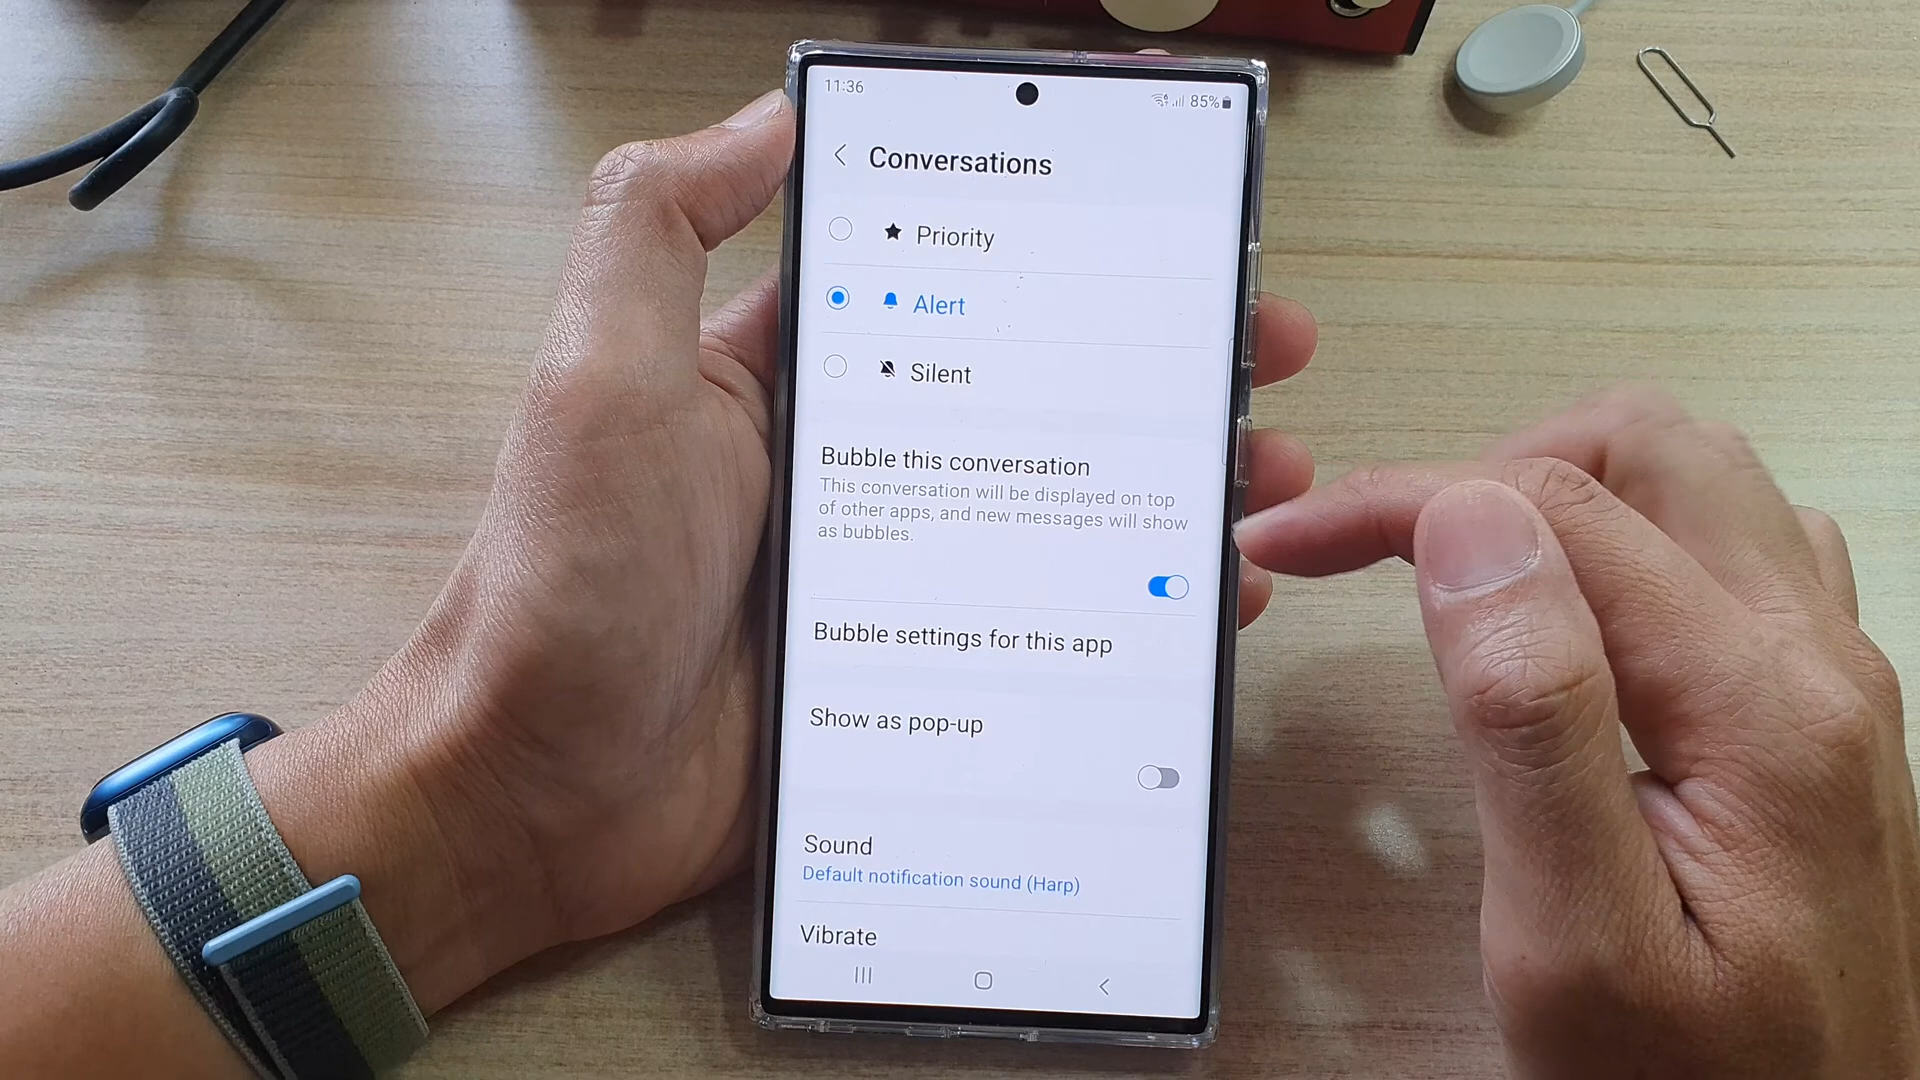 11:36
85%
Conversations
Priority
Alert
Silent
Bubble this conversation
This conversation will be displayed on top
of other apps, and new messages will show
as bubbles.
Bubble settings for this app
Show as pop-up
Sound
Default notification sound (Harp)
Vibrate